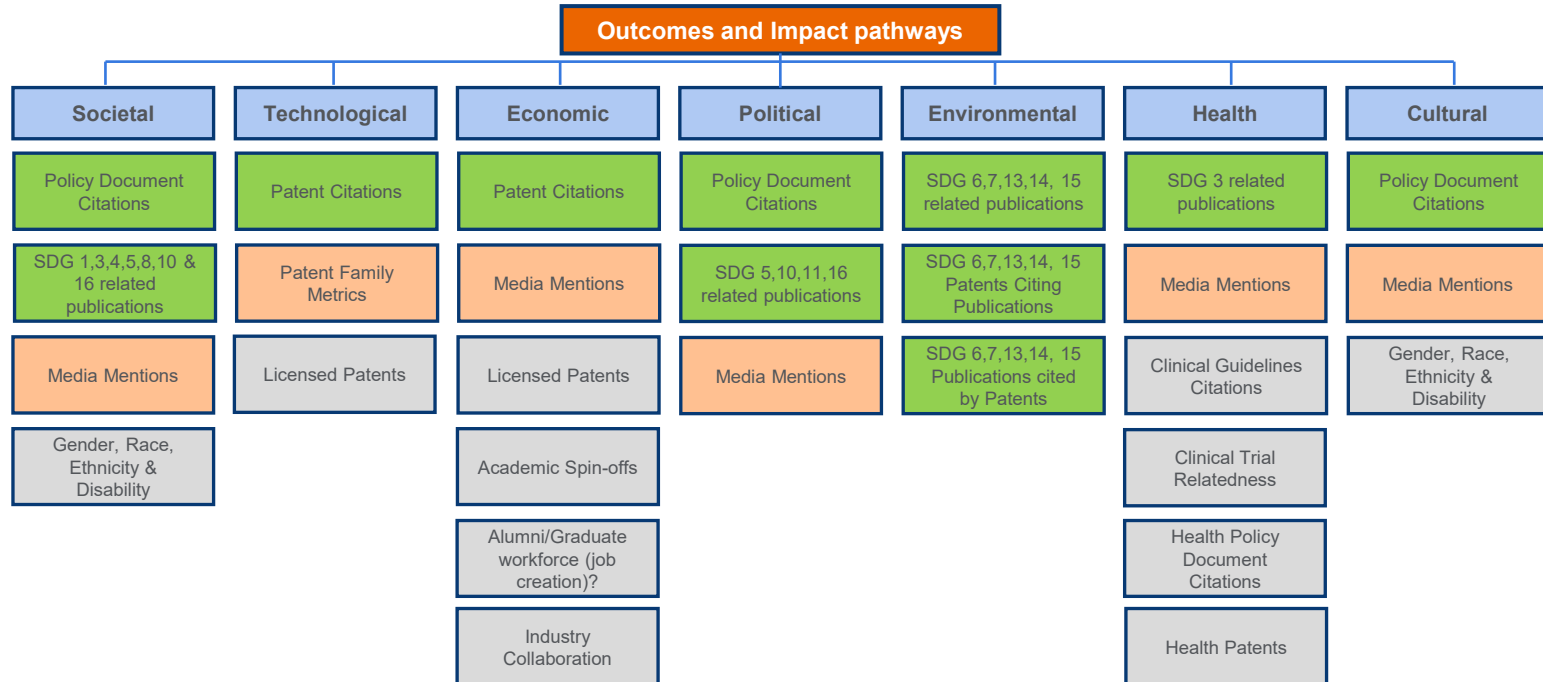 Outcomes and Impact pathways
Societal
Technological
Economic
Political
Environmental
Health
Cultural
Policy Document
Citations
Patent Citations
Patent Citations
Policy Document
Citations
SDG 6,7,13,14, 15
related publications
SDG 3 related
publications
Policy Document
Citations
SDG 1,3,4,5,8,10 &
16 related
publications
Patent Family
Metrics
Media Mentions
SDG 5,10,11,16
related publications
SDG 6,7,13,14, 15
Patents Citing
Publications
Media Mentions
Media Mentions
Media Mentions
Licensed Patents
Licensed Patents
Media Mentions
SDG 6,7,13,14, 15
Publications cited
by Patents
Clinical Guidelines
Citations
Gender, Race,
Ethnicity &
Disability
Gender, Race,
Ethnicity &
Disability
Academic Spin-offs
Clinical Trial
Relatedness
Alumni/Graduate
workforce (job
creation)?
Health Policy
Document
Citations
Industry
Collaboration
Health Patents